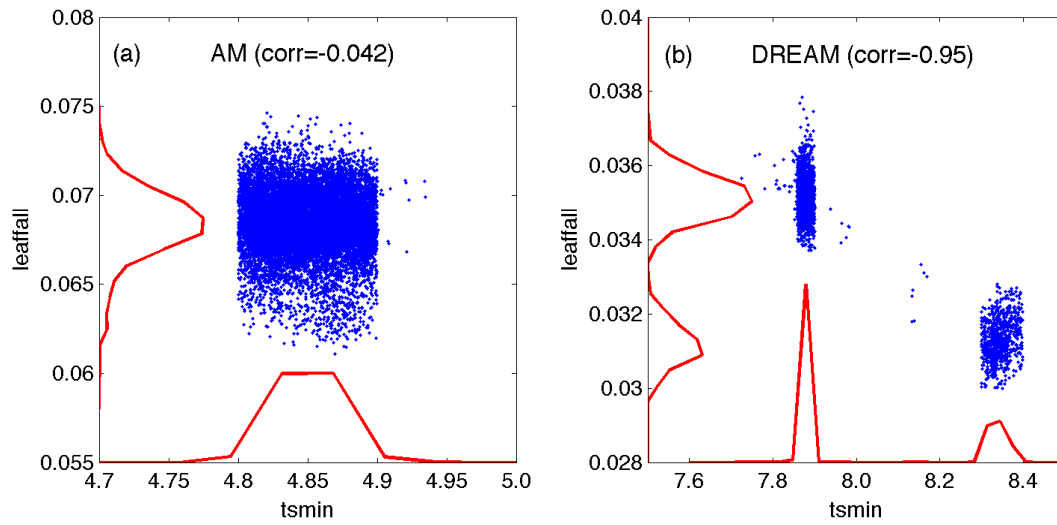 (a) AM (corr=-0.042)
0.08
0.075
0.07
0.065
0.06
0.055
leaffall
4.7 4.75 4.8 4.85 4.9 4.95 5.0
tsmin
(b) DREAM (corr=-0.95)
0.04
0.038
0.036
0.034
0.032
0.03
0.028
leaffall
7.6 7.8 8.0 8.2 8.4
tsmin